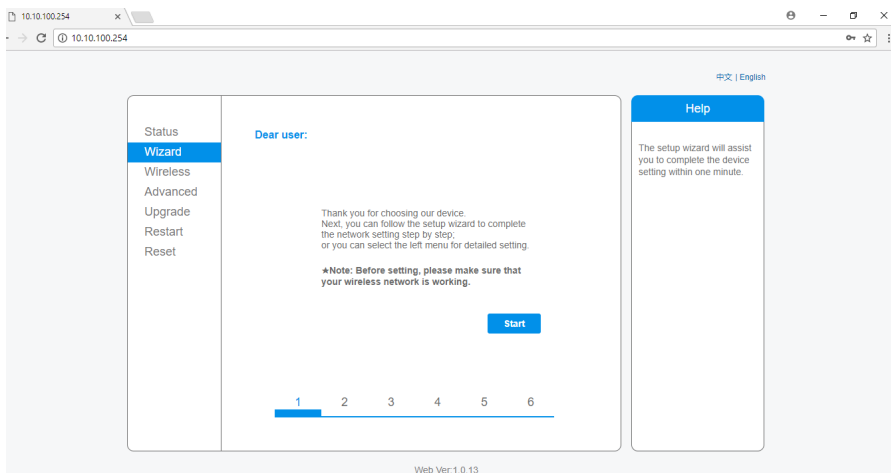 10.10.100.254
10.10.100.254
中文 | English
Status
Wizard
Wireless
Advanced
Upgrade
Restart
Reset
Dear user:
Thank you for choosing our device.
Next, you can follow the setup wizard to complete
the network setting step by step;
or you can select the left menu for detailed setting.
★Note: Before setting, please make sure that
your wireless network is working.
Start
1 2 3 4 5 6
Help
The setup wizard will assist
you to complete the device
setting within one minute.
Web Ver:1.0.13